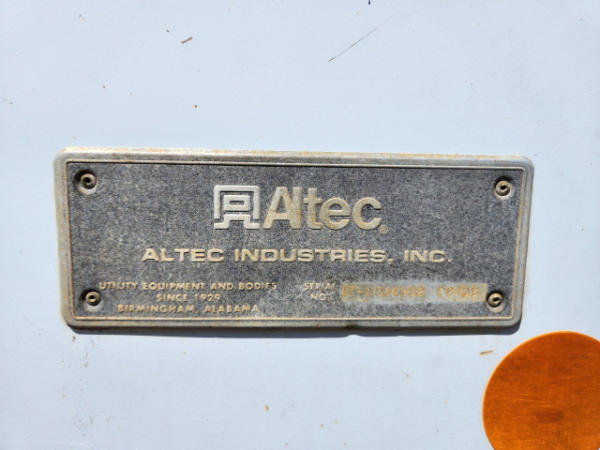 Altec
ALTEC INDUSTRIES, INC.
UTILITY EQUIPMENT AND BODIES
SINCE 1929
BIRMINGHAM, ALABAMA
SERIAL
NO.